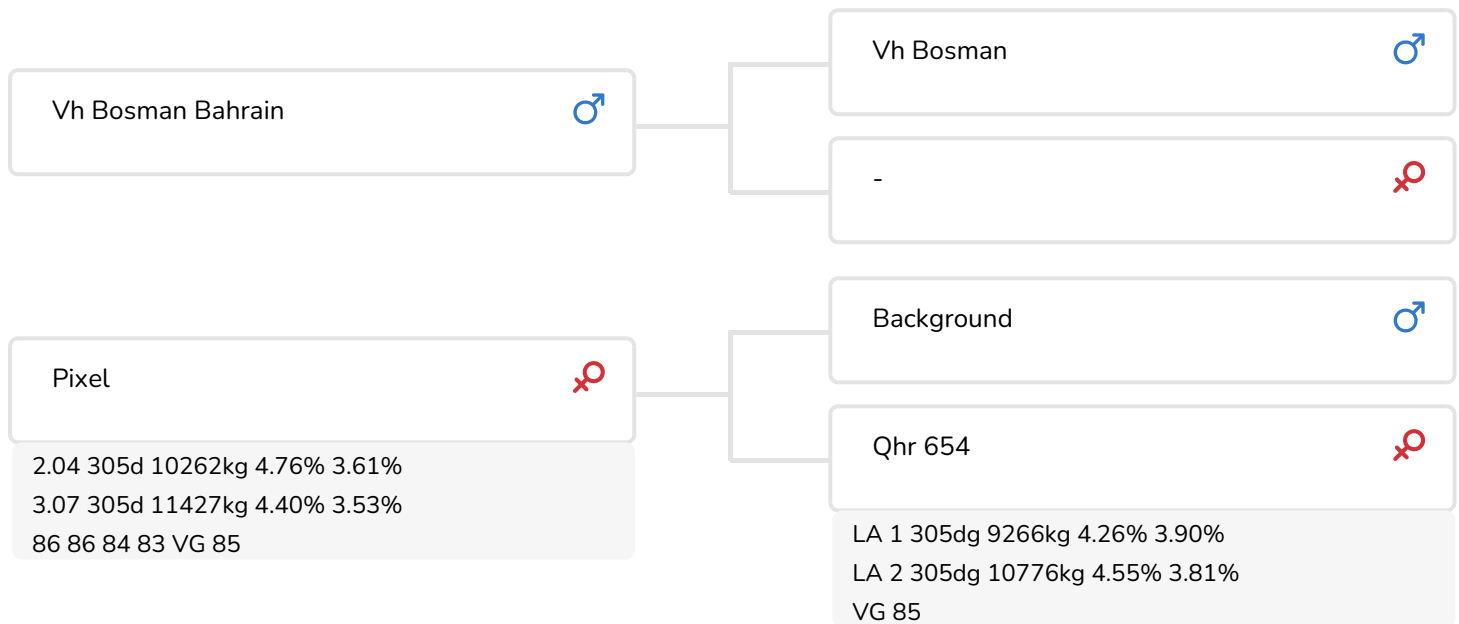 Vh Bosman
Vh Bosman Bahrain
-
Background
Pixel
Qhr 654
2.04 305d 10262kg 4.76% 3.61%
3.07 305d 11427kg 4.40% 3.53%
86 86 84 83 VG 85
LA 1 305dg 9266kg 4.26% 3.90%
LA 2 305dg 10776kg 4.55% 3.81%
VG 85